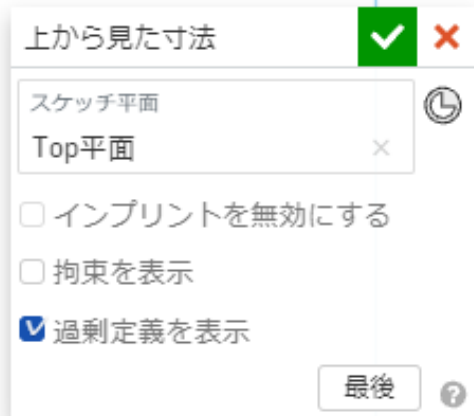 上から見た寸法
スケッチ平面
Top平面
インプリントを無効にする
拘束を表示
過剰定義を表示
最後